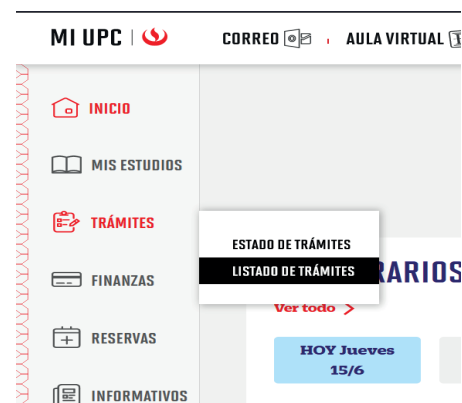 MI UPC
CORREO
AULA VIRTUAL
INICIO
MIS ESTUDIOS
TRÁMITES
ESTADO DE TRÁMITES
LISTADO DE TRÁMITES
FINANZAS
ARIOS
Ver todo >
RESERVAS
HOY Jueves
15/6
INFORMATIVOS